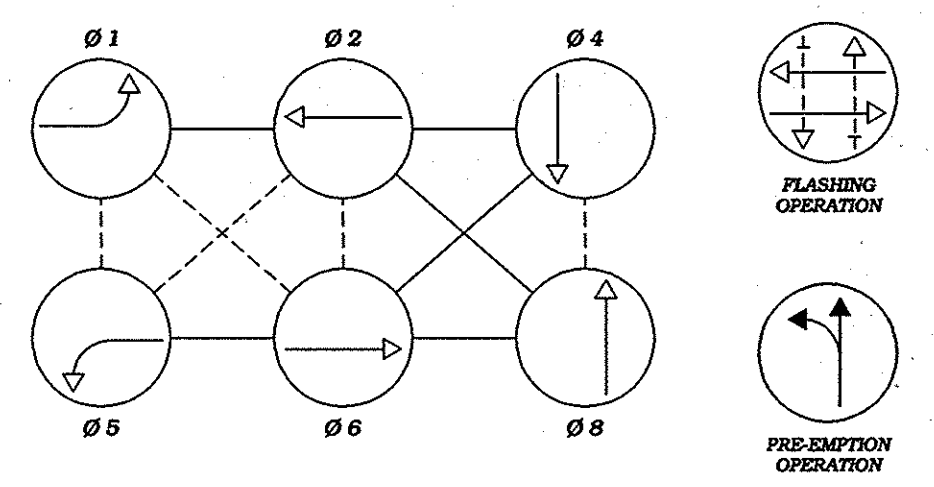 Ø 1
Ø 2
Ø 4
FLASHING
OPERATION
Ø 5
Ø 6
Ø 8
PRE-EMPTION
OPERATION